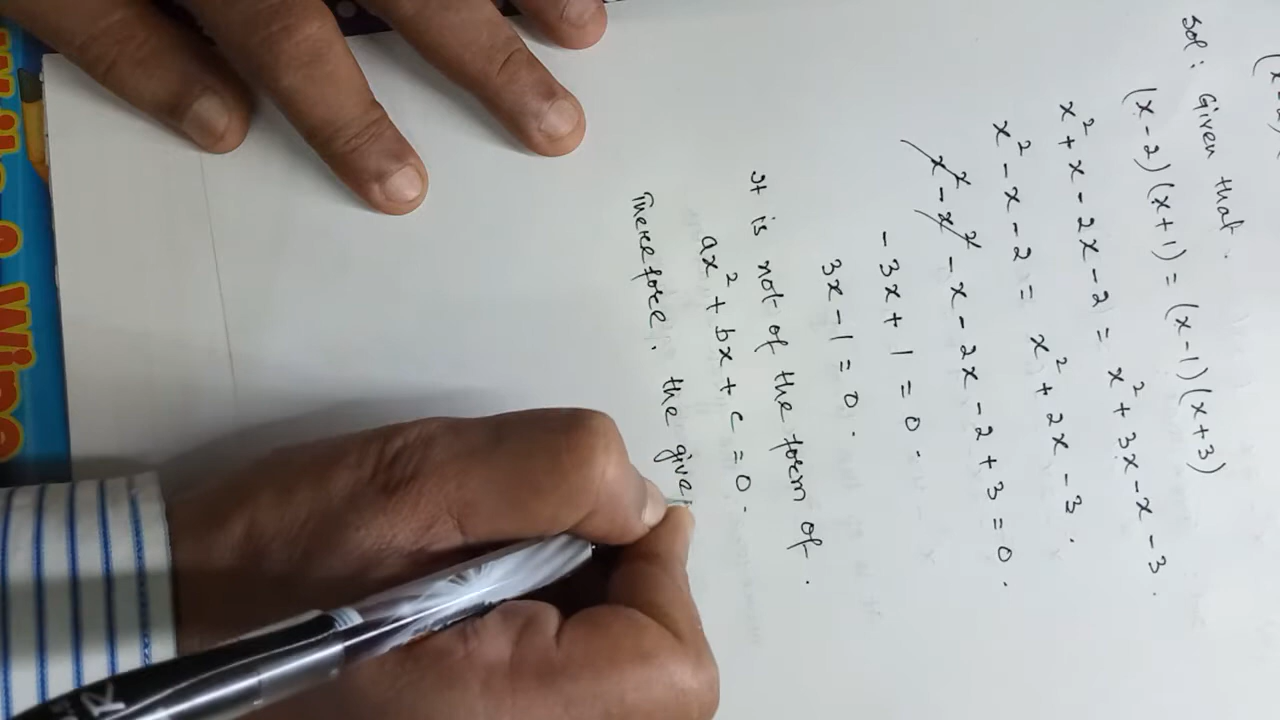 Sol: Given that.
(x-2)(x+1) = (x-1)(x+3)
x² + x - 2x - 2 = x² + 3x - x - 3.
x² - x - 2 = x² + 2x - 3.
x² - x² - x - 2x - 2 + 3 = 0.
-3x + 1 = 0.
3x - 1 = 0.
It is not of the form of.
ax² + bx + c = 0.
Therefore. the give